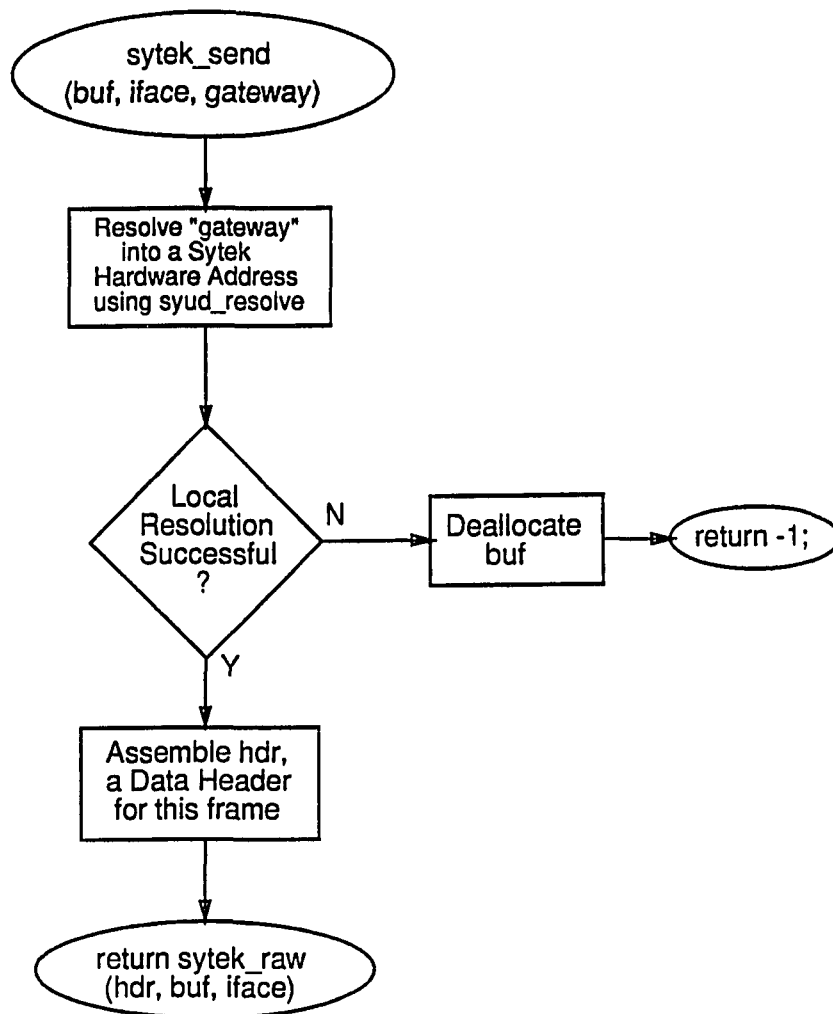 sytek_send
(buf, iface, gateway)
Resolve "gateway"
into a Sytek
Hardware Address
using syud_resolve
Local
Resolution
Successful
?
N
Deallocate
buf
return -1;
Y
Assemble hdr,
a Data Header
for this frame
return sytek_raw
(hdr, buf, iface)